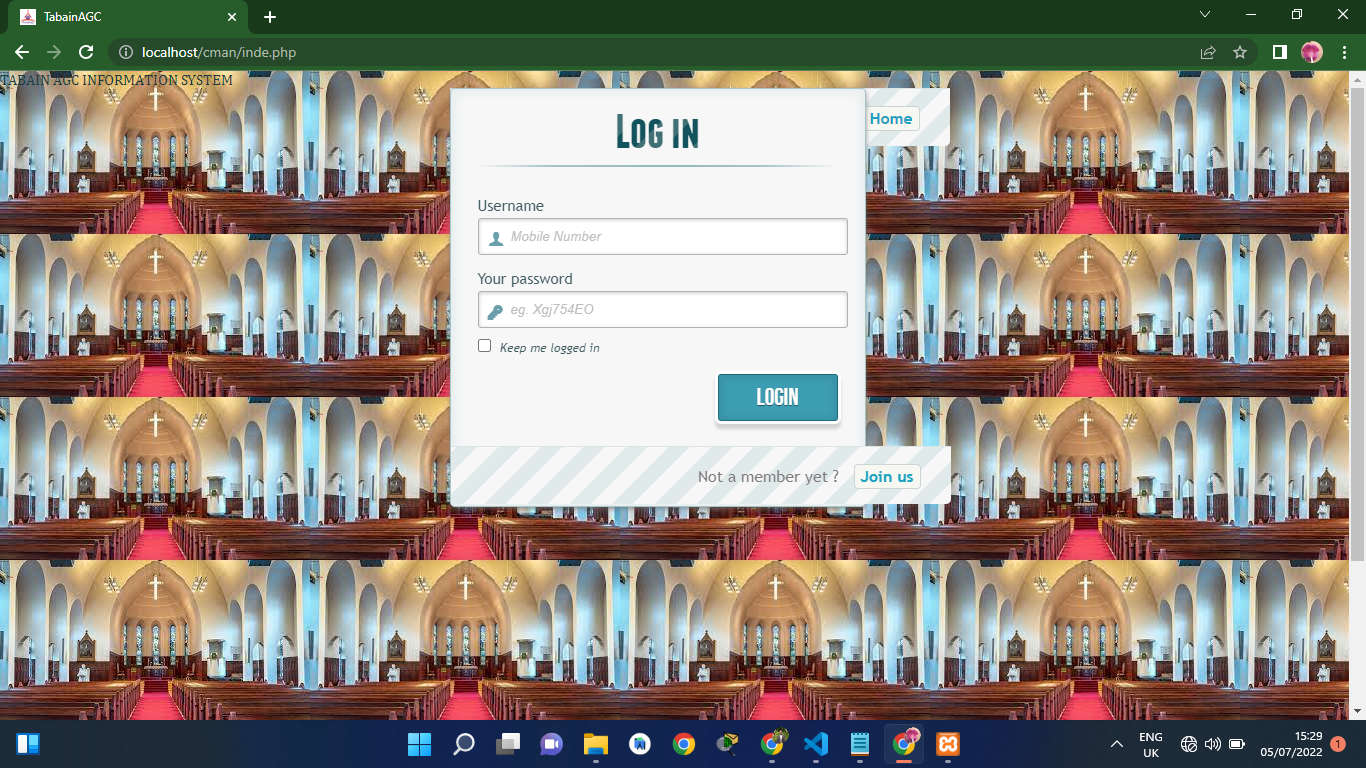 TabainAGC
localhost/cman/inde.php
TABAIN AGC INFORMATION SYSTEM
Home
Log in
Username
Mobile Number
Your password
eg. Xgj754EO
Keep me logged in
LOGIN
Not a member yet ? Join us
ENG
UK
15:29
05/07/2022
1